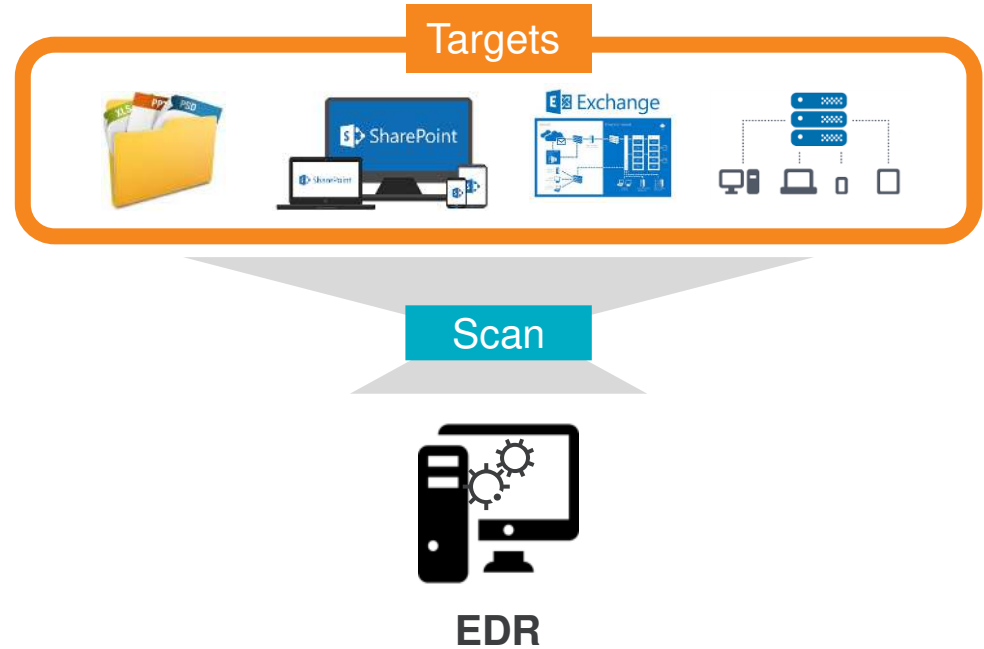 Targets
XLS
PPT
PSD
SharePoint
SharePoint
Exchange
Scan
EDR